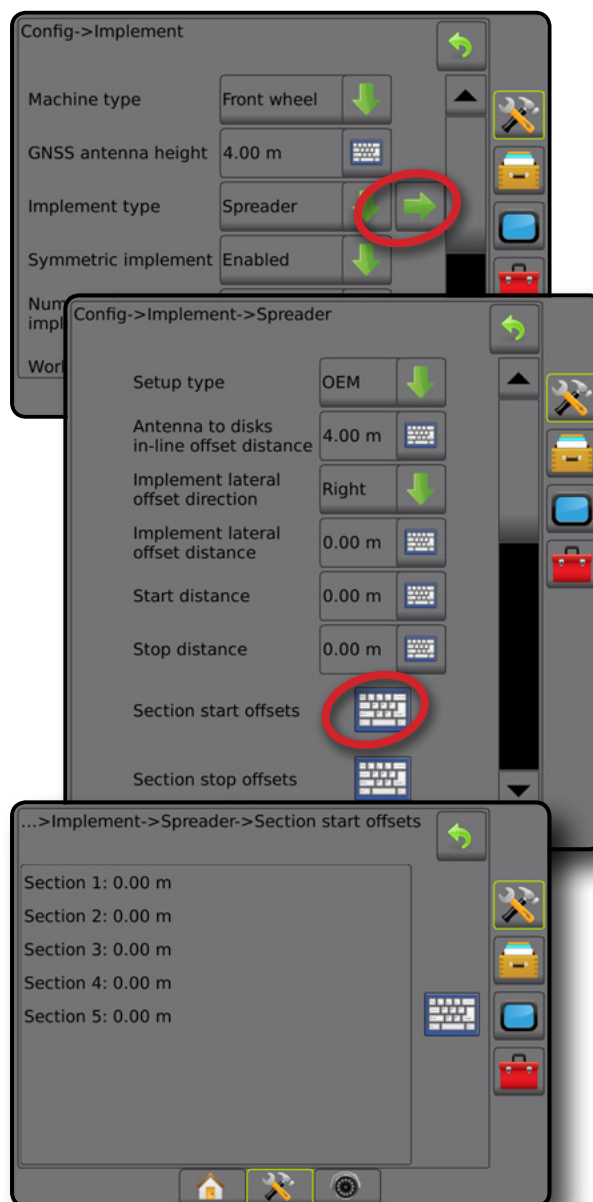 Config->Implement
Machine type Front wheel
GNSS antenna height 4.00 m
Implement type Spreader
Symmetric implement Enabled
Num
impl
Wor
Config->Implement->Spreader
Setup type OEM
Antenna to disks
in-line offset distance 4.00 m
Implement lateral
offset direction Right
Implement lateral
offset distance 0.00 m
Start distance 0.00 m
Stop distance 0.00 m
Section start offsets
Section stop offsets
...>Implement->Spreader->Section start offsets
Section 1: 0.00 m
Section 2: 0.00 m
Section 3: 0.00 m
Section 4: 0.00 m
Section 5: 0.00 m